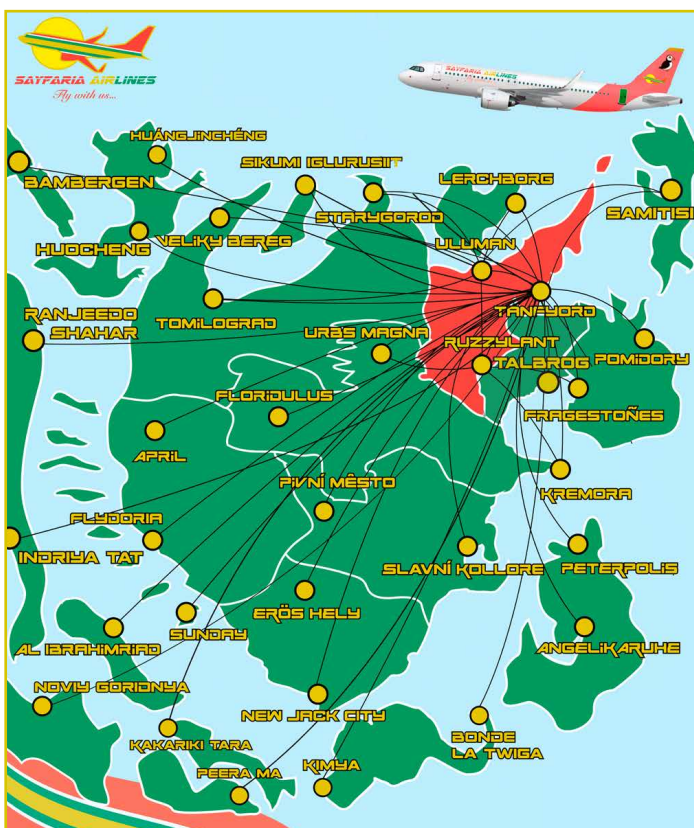 SAYFARIA AIRLINES
Fly with us...
SAYFARIA AIRLINES
HUÁNGJINCHÉNG
SIKUMI IGLURUSIIT
LERCHBORG
BAMBERGEN
STARYGOROD
SAMITISI
HUOCHENG
VELIKY BEREG
ULUMAN
TANFYORD
RANJEEDO
SHAHAR
TOMILOGRAD
URBS MAGNA
RUZZYLANT
TALBROG
POMIDORY
FLORIDULUS
FRAGESTOÑES
APRIL
PIVNÍ MĚSTO
KREMORA
FLYDORIA
INDRIYA TAT
SLAVNÍ KOLLORE
PETERPOLIS
ERÖS HELY
SUNDAY
AL IBRAHIMRIAD
ANGELIKARUHE
NOVIY GORIDNYA
NEW JACK CITY
BONDE
LA TWIGA
KAKARIKI TARA
PEERA MA
KIMYA